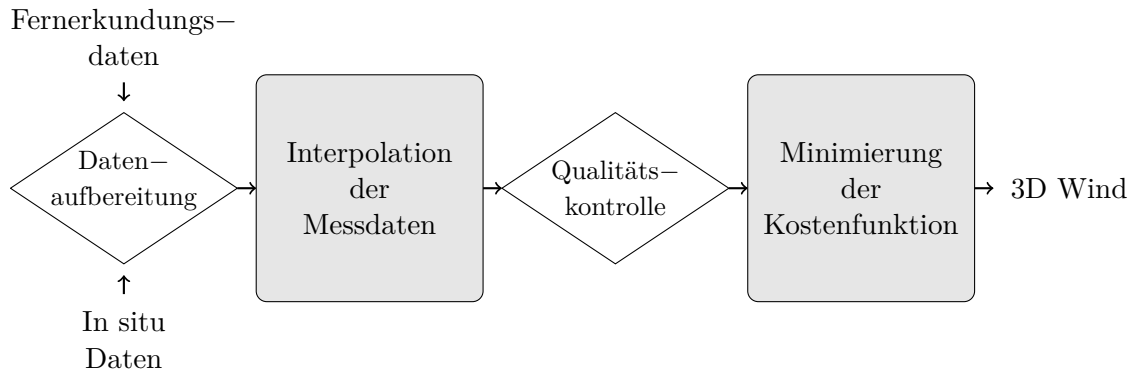 Fernerkundungs−
daten
Daten−
aufbereitung
In situ
Daten
Interpolation
der
Messdaten
Qualitäts−
kontrolle
Minimierung
der
Kostenfunktion
3D Wind